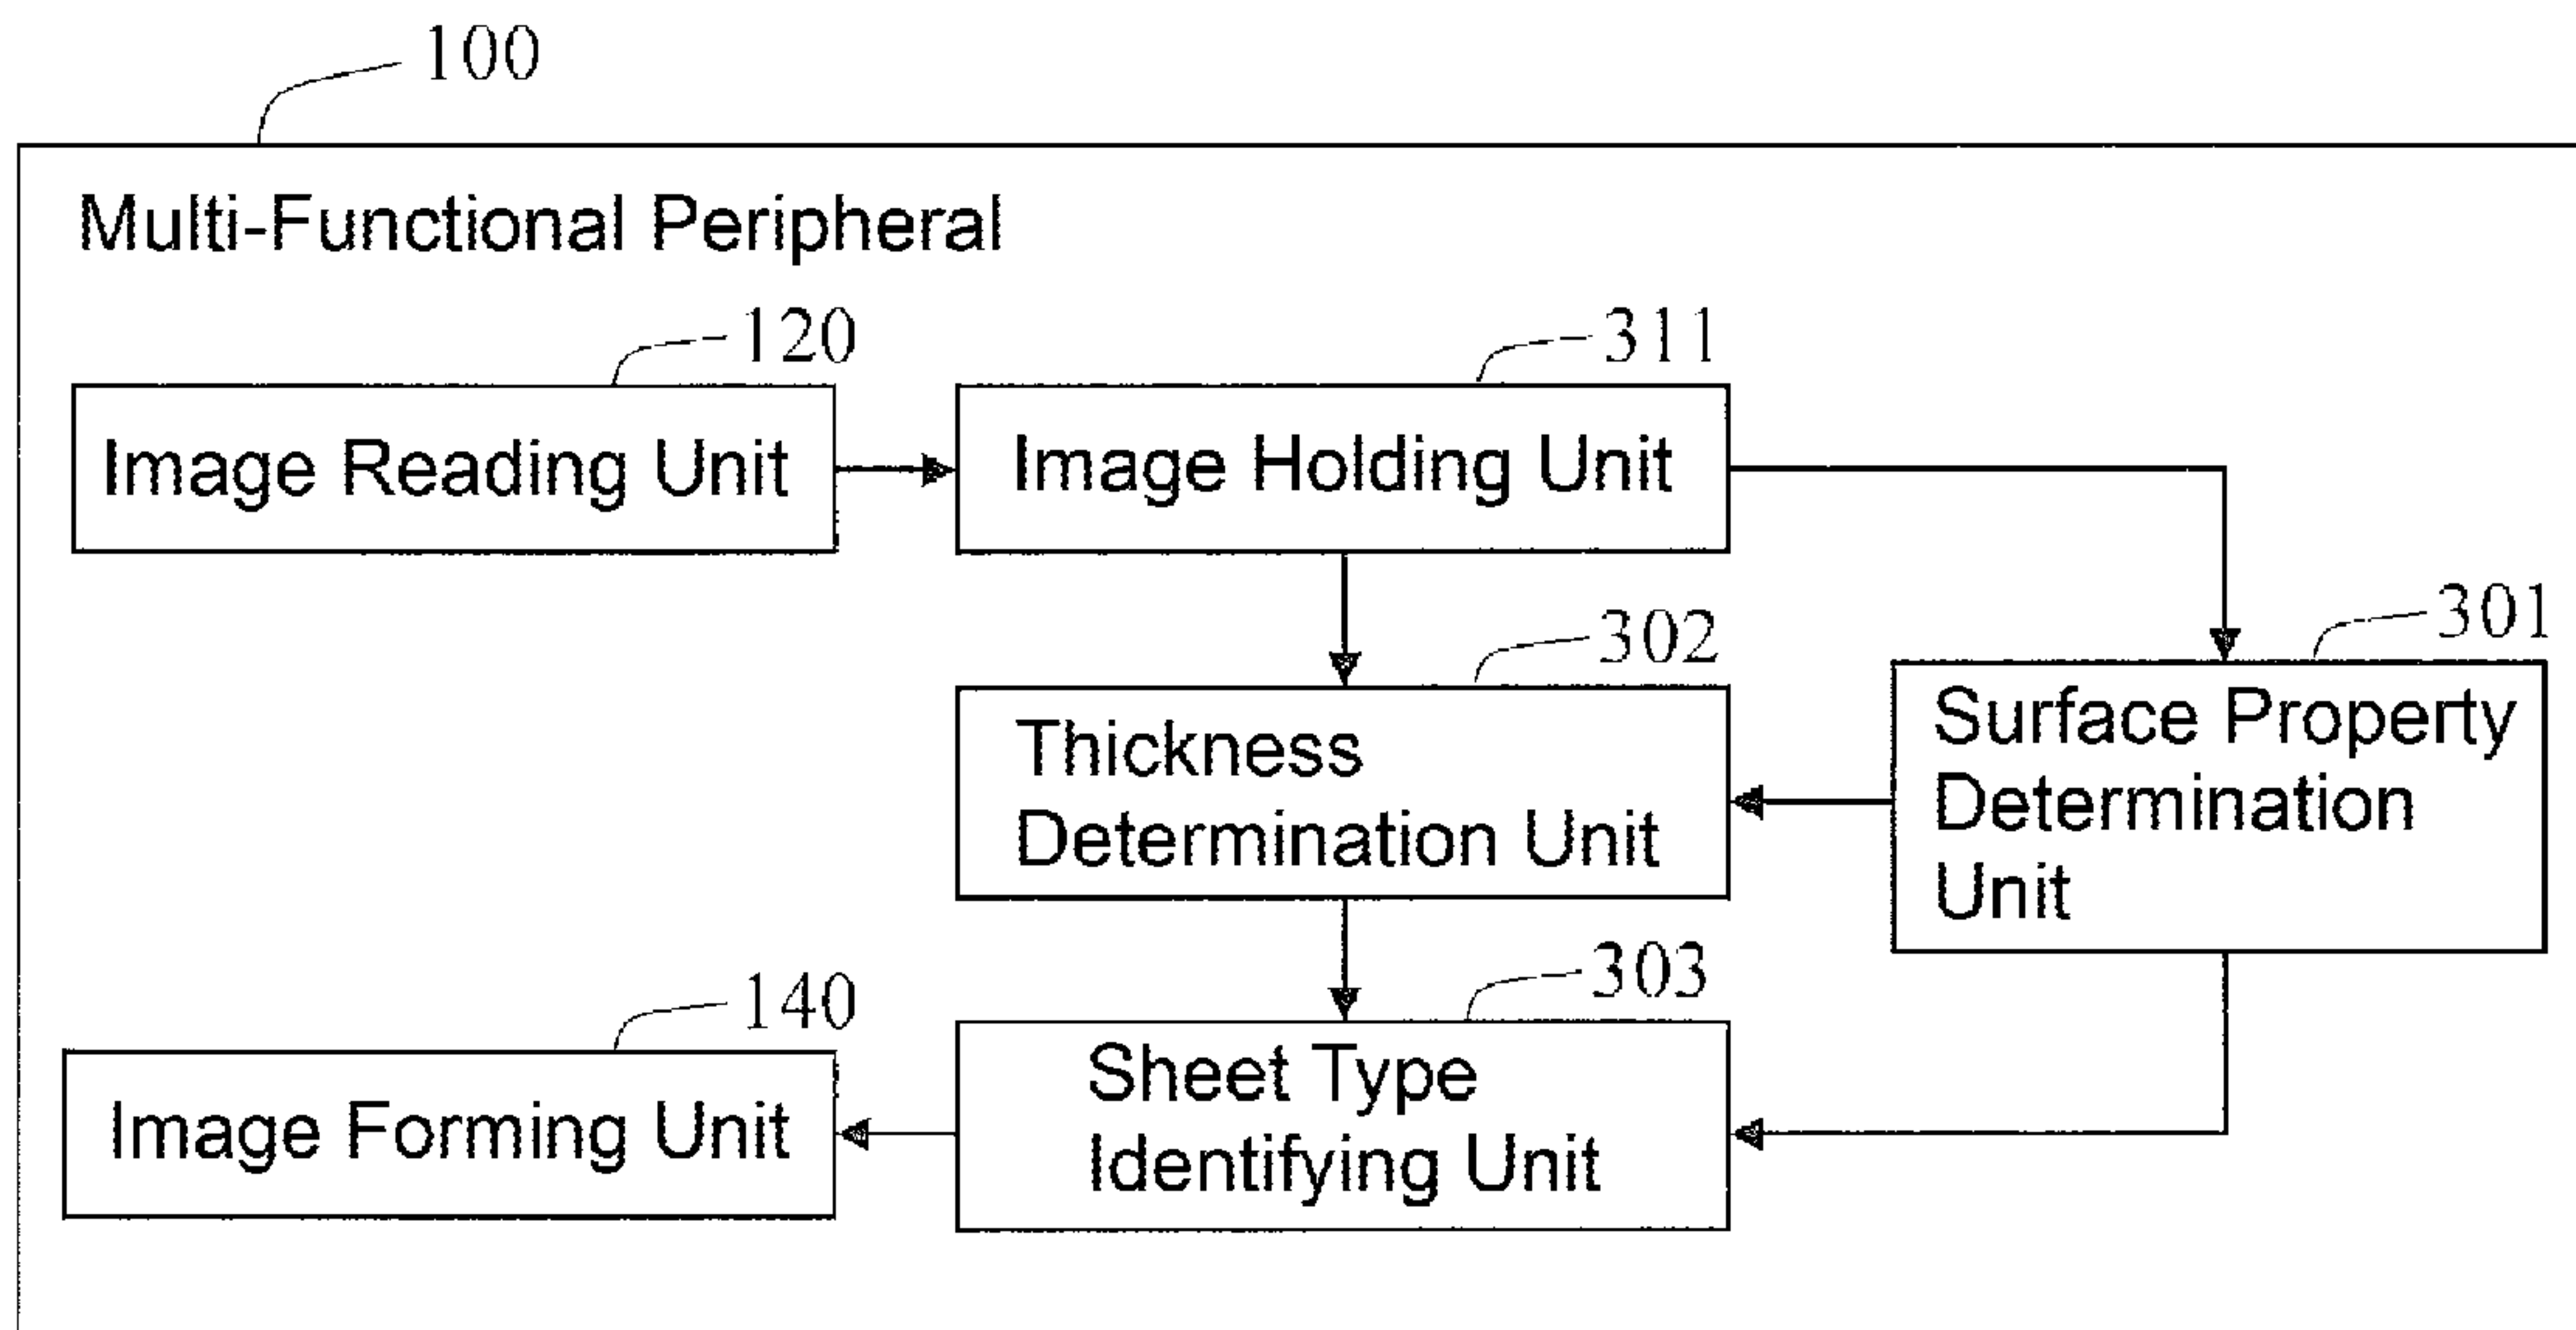 100
Multi-Functional Peripheral
120
311
Image Reading Unit
Image Holding Unit
302
301
Thickness
Determination Unit
Surface Property
Determination
Unit
303
140
Sheet Type
Identifying Unit
Image Forming Unit